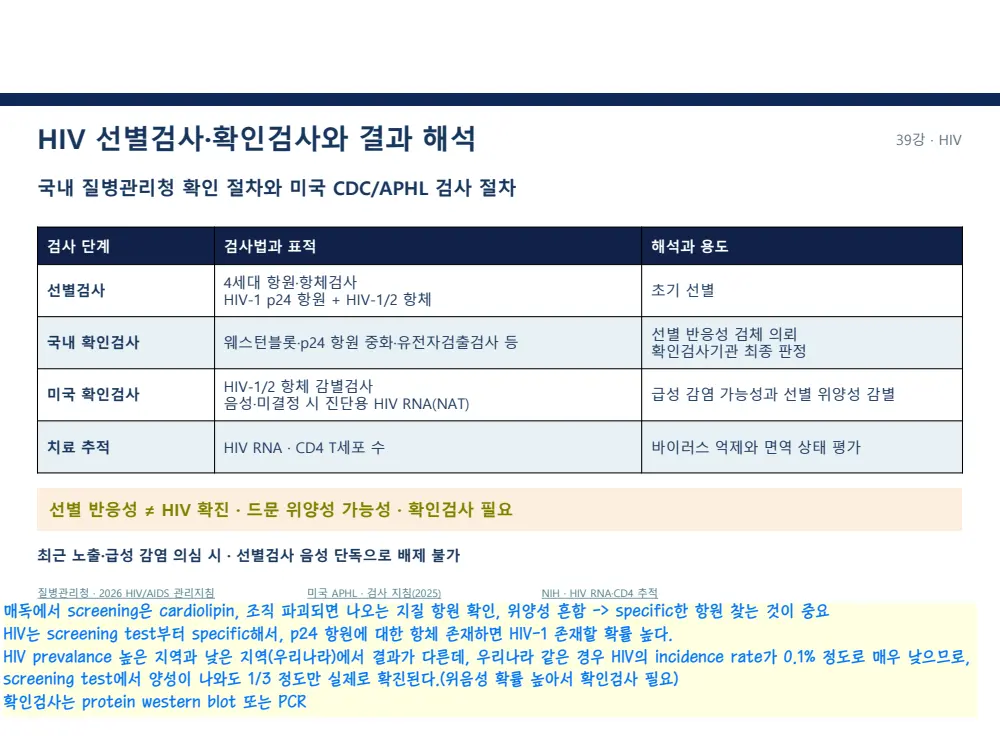 HIV 선별검사·확인검사와 결과 해석
39강 · HIV
국내 질병관리청 확인 절차와 미국 CDC/APHL 검사 절차
검사 단계
검사법과 표적
해석과 용도
선별검사
4세대 항원·항체검사
HIV-1 p24 항원 + HIV-1/2 항체
초기 선별
국내 확인검사
웨스턴블롯·p24 항원 중화·유전자검출검사 등
선별 반응성 검체 의뢰
확인검사기관 최종 판정
미국 확인검사
HIV-1/2 항체 감별검사
음성·미결정 시 진단용 HIV RNA(NAT)
급성 감염 가능성과 선별 위양성 감별
치료 추적
HIV RNA · CD4 T세포 수
바이러스 억제와 면역 상태 평가
선별 반응성 ≠ HIV 확진 · 드문 위양성 가능성 · 확인검사 필요
최근 노출·급성 감염 의심 시 · 선별검사 음성 단독으로 배제 불가
질병관리청 · 2026 HIV/AIDS 관리지침
미국 APHL · 검사 지침(2025)
NIH · HIV RNA·CD4 추적
매독에서 screening은 cardiolipin, 조직 파괴되면 나오는 지질 항원 확인, 위양성 흔함 -> specific한 항원 찾는 것이 중요
HIV는 screening test부터 specific해서, p24 항원에 대한 항체 존재하면 HIV-1 존재할 확률 높다.
HIV prevalance 높은 지역과 낮은 지역(우리나라)에서 결과가 다른데, 우리나라 같은 경우 HIV의 incidence rate가 0.1% 정도로 매우 낮으므로,
screening test에서 양성이 나와도 1/3 정도만 실제로 확진된다.(위음성 확률 높아서 확인검사 필요)
확인검사는 protein western blot 또는 PCR